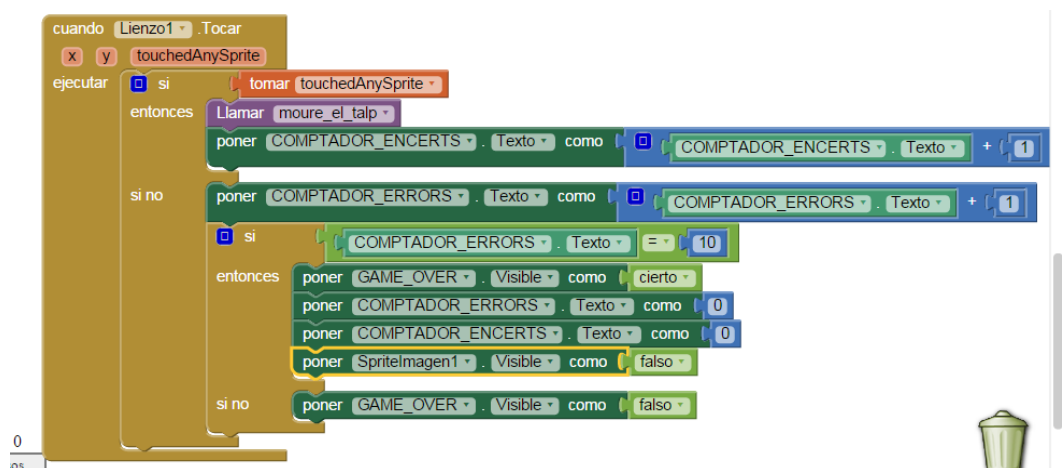 cuando Lienzo1 .Tocar
x y touchedAnySprite
ejecutar si tomar touchedAnySprite
entonces Llamar moure_el_talp
poner COMPTADOR_ENCERTS . Texto como COMPTADOR_ENCERTS . Texto + 1
si no poner COMPTADOR_ERRORS . Texto como COMPTADOR_ERRORS . Texto + 1
si COMPTADOR_ERRORS . Texto = 10
entonces poner GAME_OVER . Visible como cierto
poner COMPTADOR_ERRORS . Texto como 0
poner COMPTADOR_ENCERTS . Texto como 0
poner SpriteImagen1 . Visible como falso
si no poner GAME_OVER . Visible como falso
0